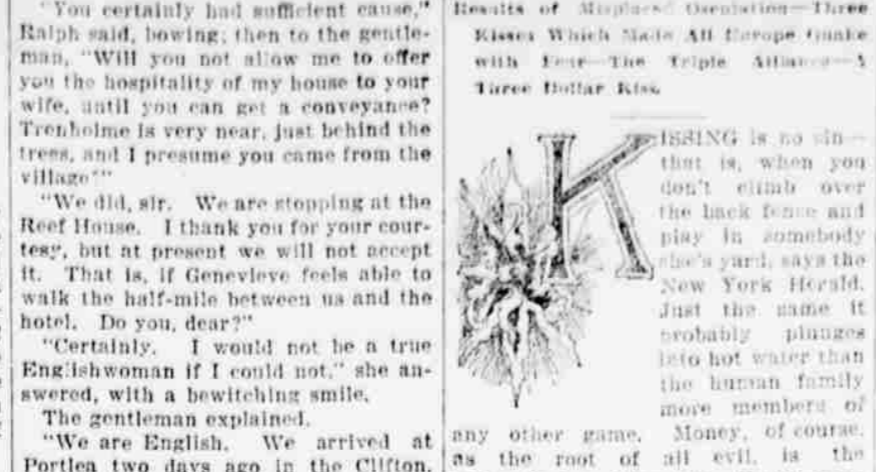 "You certainly had sufficient cause,"
Ralph said, bowing; then to the gentle-
man, "Will you not allow me to offer
you the hospitality of my house to your
wife, until you can get a conveyance?
Trenholme is very near, just behind the
trees, and I presume you came from the
village?"
"We did, sir. We are stopping at the
Reef House. I thank you for your cour-
tesy, but at present we will not accept
it. That is, if Genevieve feels able to
walk the half-mile between us and the
hotel. Do you, dear?"
"Certainly. I would not be a true
Englishwoman if I could not," she an-
swered, with a bewitching smile.
The gentleman explained.
"We are English. We arrived at
Portlea two days ago in the Clifton,
Results of Misplaced Osculation—Three
Kisses Which Made All Europe Quake
with Fear—The Triple Alliance—A
Three Dollar Kiss.
KISSING is no sin—
that is, when you
don't climb over
the back fence and
play in somebody
else's yard, says the
New York Herald.
Just the same it
probably plunges
into hot water than
the human family
more members of
any other game. Money, of course,
as the root of all evil, is the